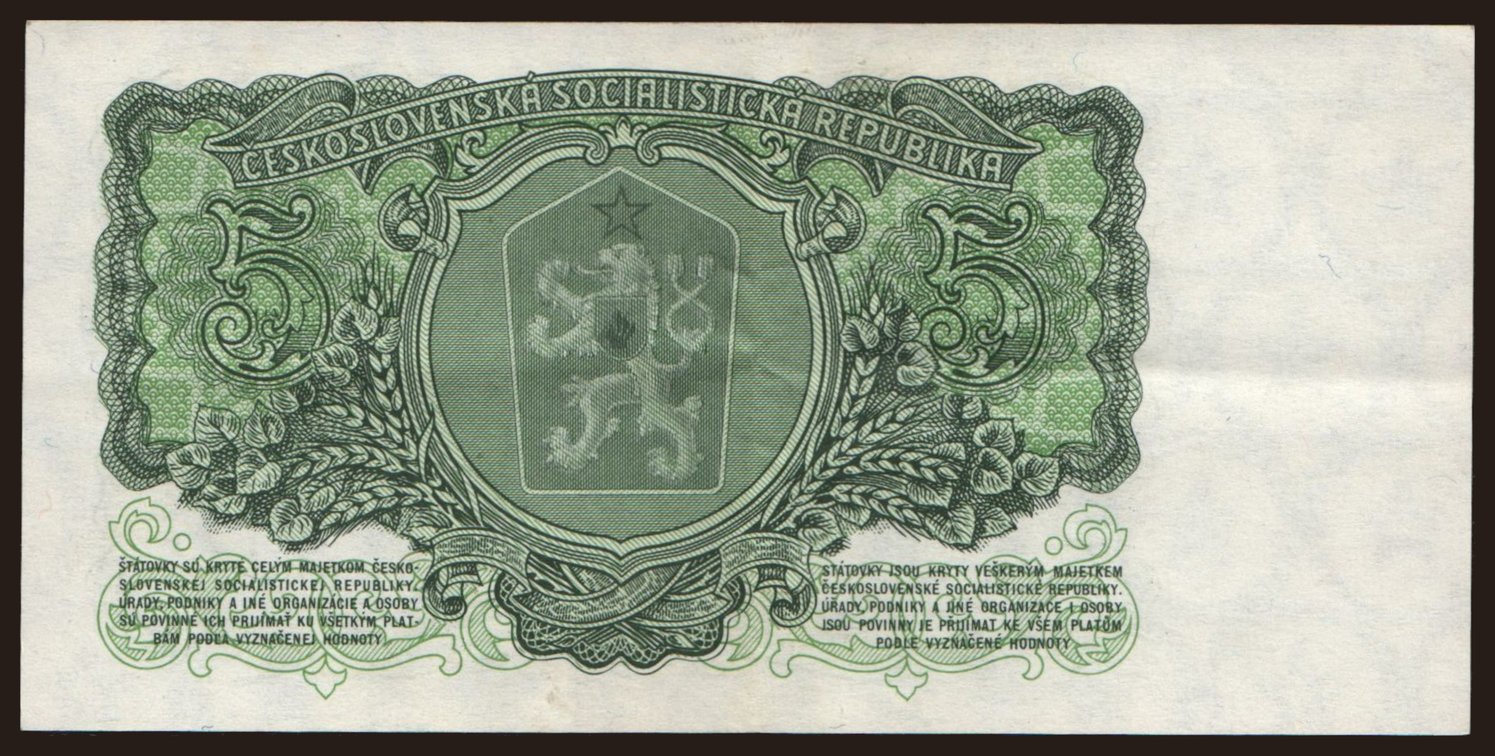 ČESKOSLOVENSKÁ SOCIALISTICKÁ REPUBLIKA
5
5
ŠTÁTOVKY SÚ KRYTÉ CELÝM MAJETKOM ČESKO-
SLOVENSKEJ SOCIALISTICKEJ REPUBLIKY.
ÚRADY, PODNIKY A INÉ ORGANIZÁCIE A OSOBY
SÚ POVINNÉ ICH PRIJÍMAŤ KU VŠETKÝM PLAT-
BÁM PODĽA VYZNAČENEJ HODNOTY
STÁTOVKY JSOU KRYTY VEŠKERÝM MAJETKEM
ČESKOSLOVENSKÉ SOCIALISTICKÉ REPUBLIKY.
ÚŘADY, PODNIKY A JINÉ ORGANIZACE I OSOBY
JSOU POVINNY JE PŘIJÍMAT KE VŠEM PLATŮM
PODLE VYZNAČENÉ HODNOTY